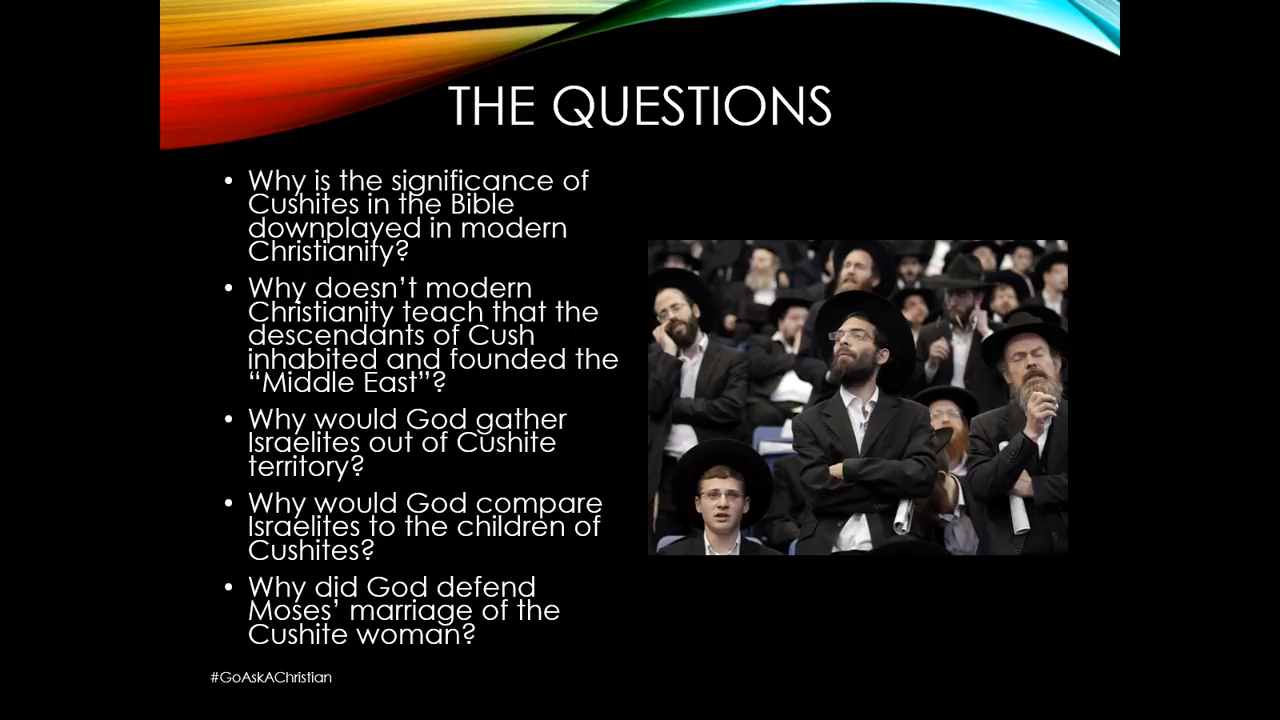 THE QUESTIONS
• Why is the significance of
Cushites in the Bible
downplayed in modern
Christianity?
• Why doesn’t modern
Christianity teach that the
descendants of Cush
inhabited and founded the
“Middle East”?
• Why would God gather
Israelites out of Cushite
territory?
• Why would God compare
Israelites to the children of
Cushites?
• Why did God defend
Moses’ marriage of the
Cushite woman?
#GoAskAChristian